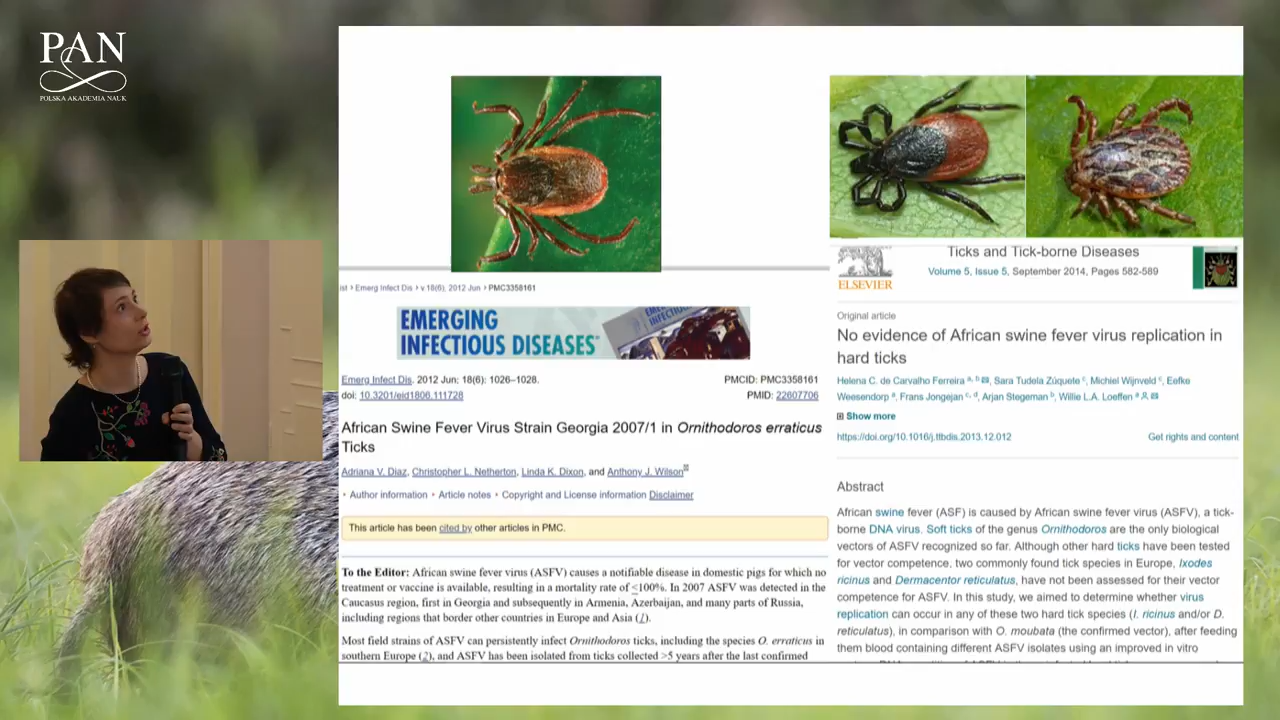 PAN
POLSKA AKADEMIA NAUK
ist › Emerg Infect Dis › v.18(6); 2012 Jun › PMC3358161
EMERGING
INFECTIOUS DISEASES
Emerg Infect Dis. 2012 Jun; 18(6): 1026–1028.
PMCID: PMC3358161
doi: 10.3201/eid1806.111728
PMID: 22607706
African Swine Fever Virus Strain Georgia 2007/1 in Ornithodoros erraticus
Ticks
Adriana V. Diaz, Christopher L. Netherton, Linda K. Dixon, and Anthony J. Wilson
• Author information • Article notes • Copyright and License information Disclaimer
This article has been cited by other articles in PMC.
To the Editor: African swine fever virus (ASFV) causes a notifiable disease in domestic pigs for which no
treatment or vaccine is available, resulting in a mortality rate of ≤100%. In 2007 ASFV was detected in the
Caucasus region, first in Georgia and subsequently in Armenia, Azerbaijan, and many parts of Russia,
including regions that border other countries in Europe and Asia (1).
Most field strains of ASFV can persistently infect Ornithodoros ticks, including the species O. erraticus in
southern Europe (2), and ASFV has been isolated from ticks collected >5 years after the last confirmed
ELSEVIER
Ticks and Tick-borne Diseases
Volume 5, Issue 5, September 2014, Pages 582-589
Original article
No evidence of African swine fever virus replication in
hard ticks
Helena C. de Carvalho Ferreira a, b, Sara Tudela Zúquete c, Michiel Wijnveld c, Eefke
Weesendorp a, Frans Jongejan c, d, Arjan Stegeman b, Willie L.A. Loeffen a
Show more
https://doi.org/10.1016/j.ttbdis.2013.12.012
Get rights and content
Abstract
African swine fever (ASF) is caused by African swine fever virus (ASFV), a tick-
borne DNA virus. Soft ticks of the genus Ornithodoros are the only biological
vectors of ASFV recognized so far. Although other hard ticks have been tested
for vector competence, two commonly found tick species in Europe, Ixodes
ricinus and Dermacentor reticulatus, have not been assessed for their vector
competence for ASFV. In this study, we aimed to determine whether virus
replication can occur in any of these two hard tick species (I. ricinus and/or D.
reticulatus), in comparison with O. moubata (the confirmed vector), after feeding
them blood containing different ASFV isolates using an improved in vitro